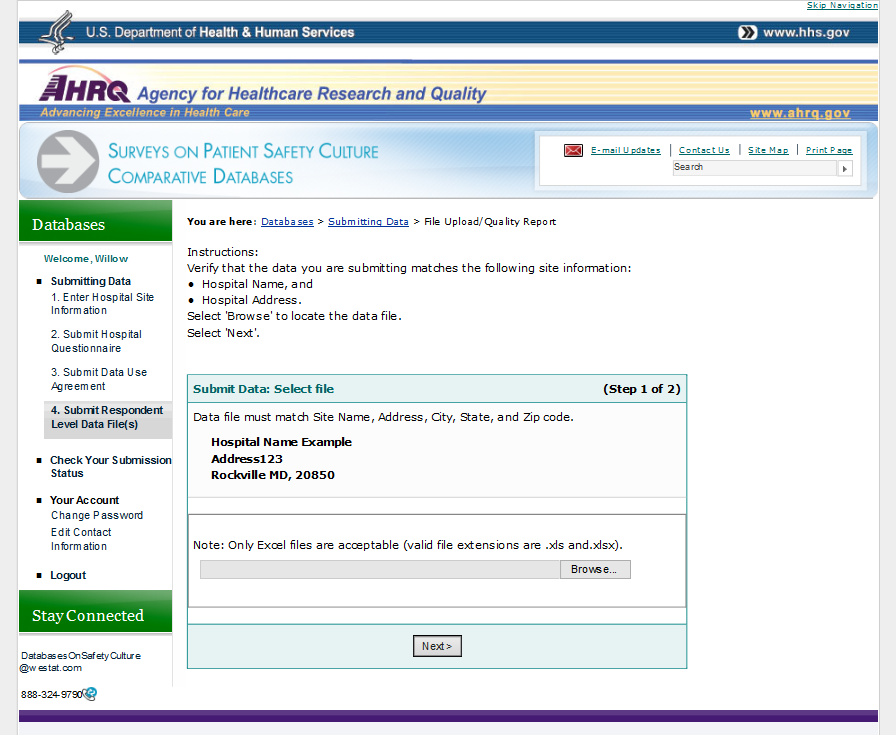 Skip Navigation
U.S. Department of Health & Human Services
www.hhs.gov
AHRQ Agency for Healthcare Research and Quality
Advancing Excellence in Health Care
www.ahrq.gov
SURVEYS ON PATIENT SAFETY CULTURE
COMPARATIVE DATABASES
E-mail Updates | Contact Us | Site Map | Print Page
Search
Databases
Welcome, Willow
Submitting Data
1. Enter Hospital Site
Information
2. Submit Hospital
Questionnaire
3. Submit Data Use
Agreement
4. Submit Respondent
Level Data File(s)
Check Your Submission
Status
Your Account
Change Password
Edit Contact
Information
Logout
Stay Connected
DatabasesOnSafetyCulture
@westat.com
888-324-9790
You are here: Databases > Submitting Data > File Upload/Quality Report
Instructions:
Verify that the data you are submitting matches the following site information:
• Hospital Name, and
• Hospital Address.
Select 'Browse' to locate the data file.
Select 'Next'.
Submit Data: Select file
(Step 1 of 2)
Data file must match Site Name, Address, City, State, and Zip code.
Hospital Name Example
Address123
Rockville MD, 20850
Note: Only Excel files are acceptable (valid file extensions are .xls and.xlsx).
Browse...
Next >